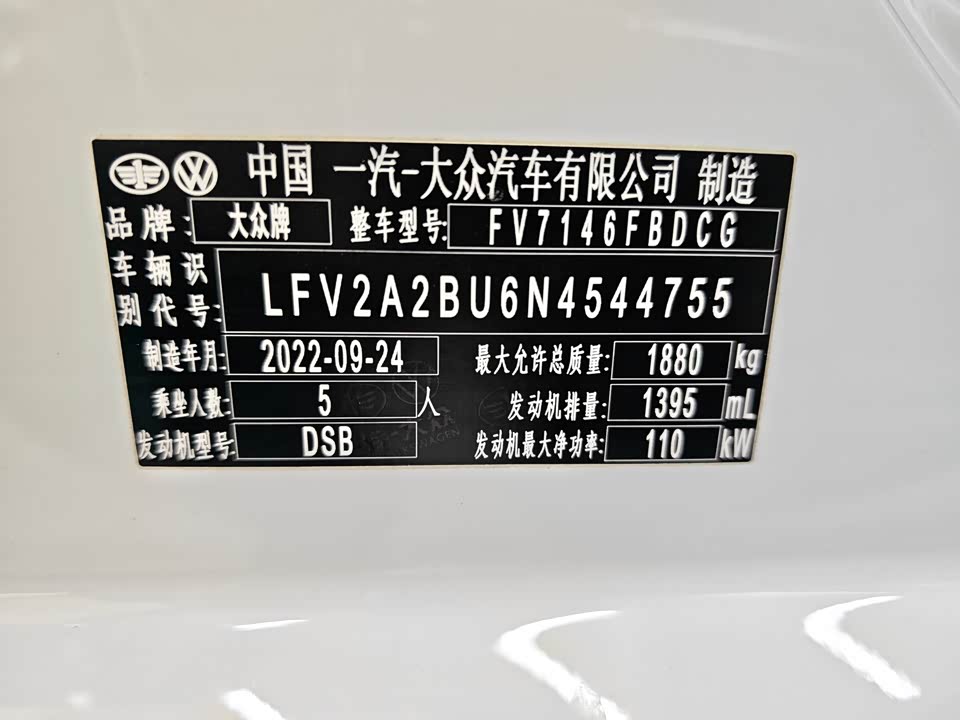 中国 一汽-大众汽车有限公司 制造
品牌: 大众牌 整车型号: FV7146FBDCG
车辆识别代号: LFV2A2BU6N4544755
制造年月: 2022-09-24 最大允许总质量: 1880 kg
乘坐人数: 5 人 发动机排量: 1395 mL
发动机型号: DSB 发动机最大净功率: 110 kW